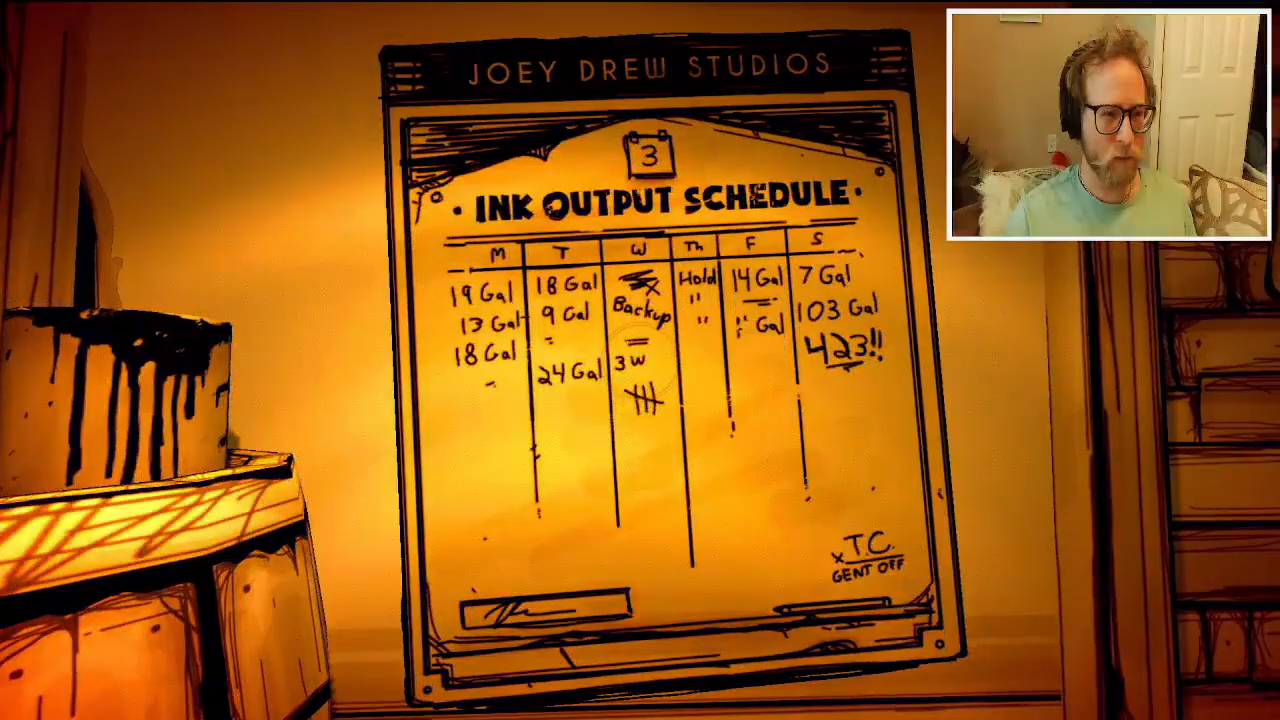 JOEY DREW STUDIOS
3
INK OUTPUT SCHEDULE
M T W Th F S
19 Gal 18 Gal Hold 14 Gal 7 Gal
13 Gal 9 Gal Backup " = " Gal 103 Gal
18 Gal = = " 423!!
- 24 Gal 3W
x T.C.
GENT OFF